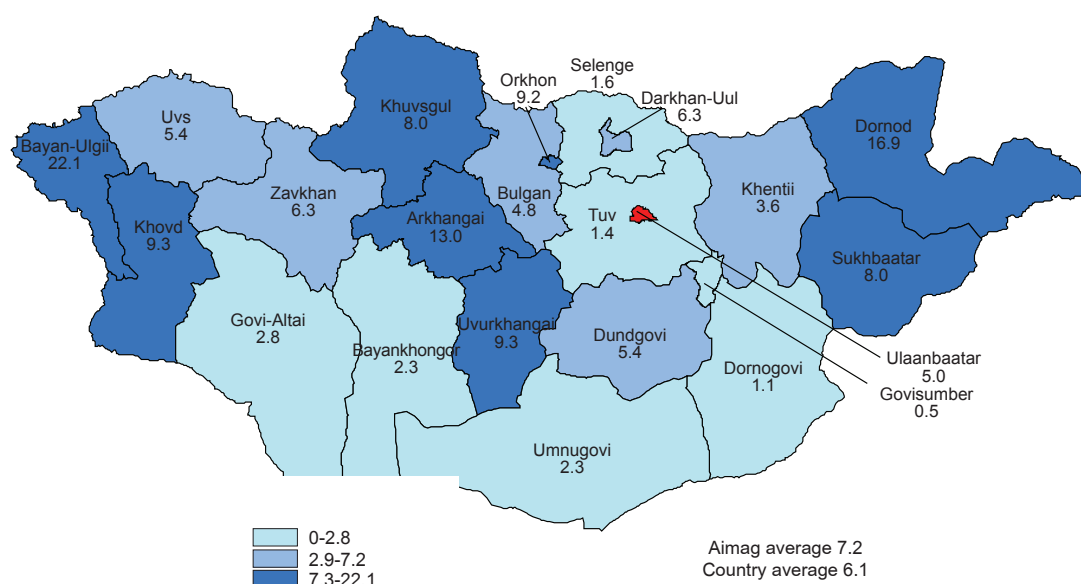 Selenge
1.6
Orkhon
9.2
Darkhan-Uul
6.3
Khuvsgul
8.0
Uvs
5.4
Bayan-Ulgii
22.1
Dornod
16.9
Zavkhan
6.3
Bulgan
4.8
Khentii
3.6
Khovd
9.3
Arkhangai
13.0
Tuv
1.4
Sukhbaatar
8.0
Govi-Altai
2.8
Bayankhongor
2.3
Uvurkhangai
9.3
Dundgovi
5.4
Dornogovi
1.1
Ulaanbaatar
5.0
Govisumber
0.5
Umnugovi
2.3
0-2.8
2.9-7.2
7.3-22.1
Aimag average 7.2
Country average 6.1